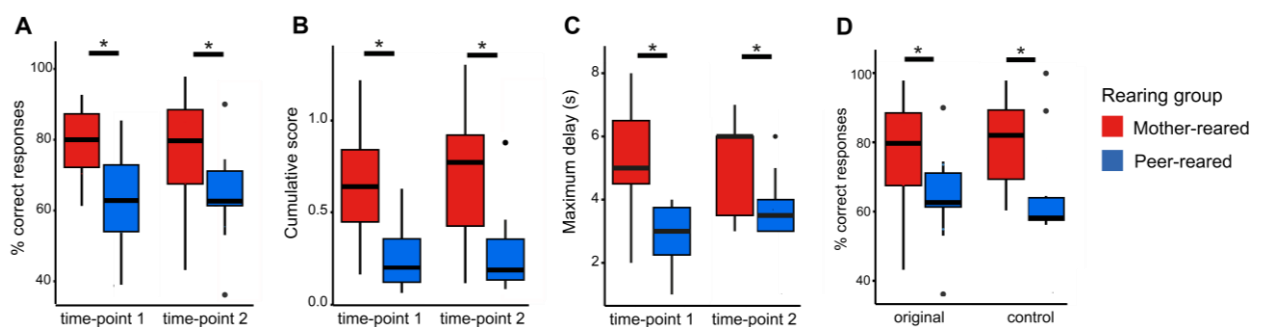 A
% correct responses
100
80
60
40
*
*
time-point 1
time-point 2
B
Cumulative score
1.0
0.5
0.0
*
*
time-point 1
time-point 2
C
Maximum delay (s)
8
6
4
2
*
*
time-point 1
time-point 2
D
% correct responses
100
80
60
40
*
*
original
control
Rearing group
Mother-reared
Peer-reared